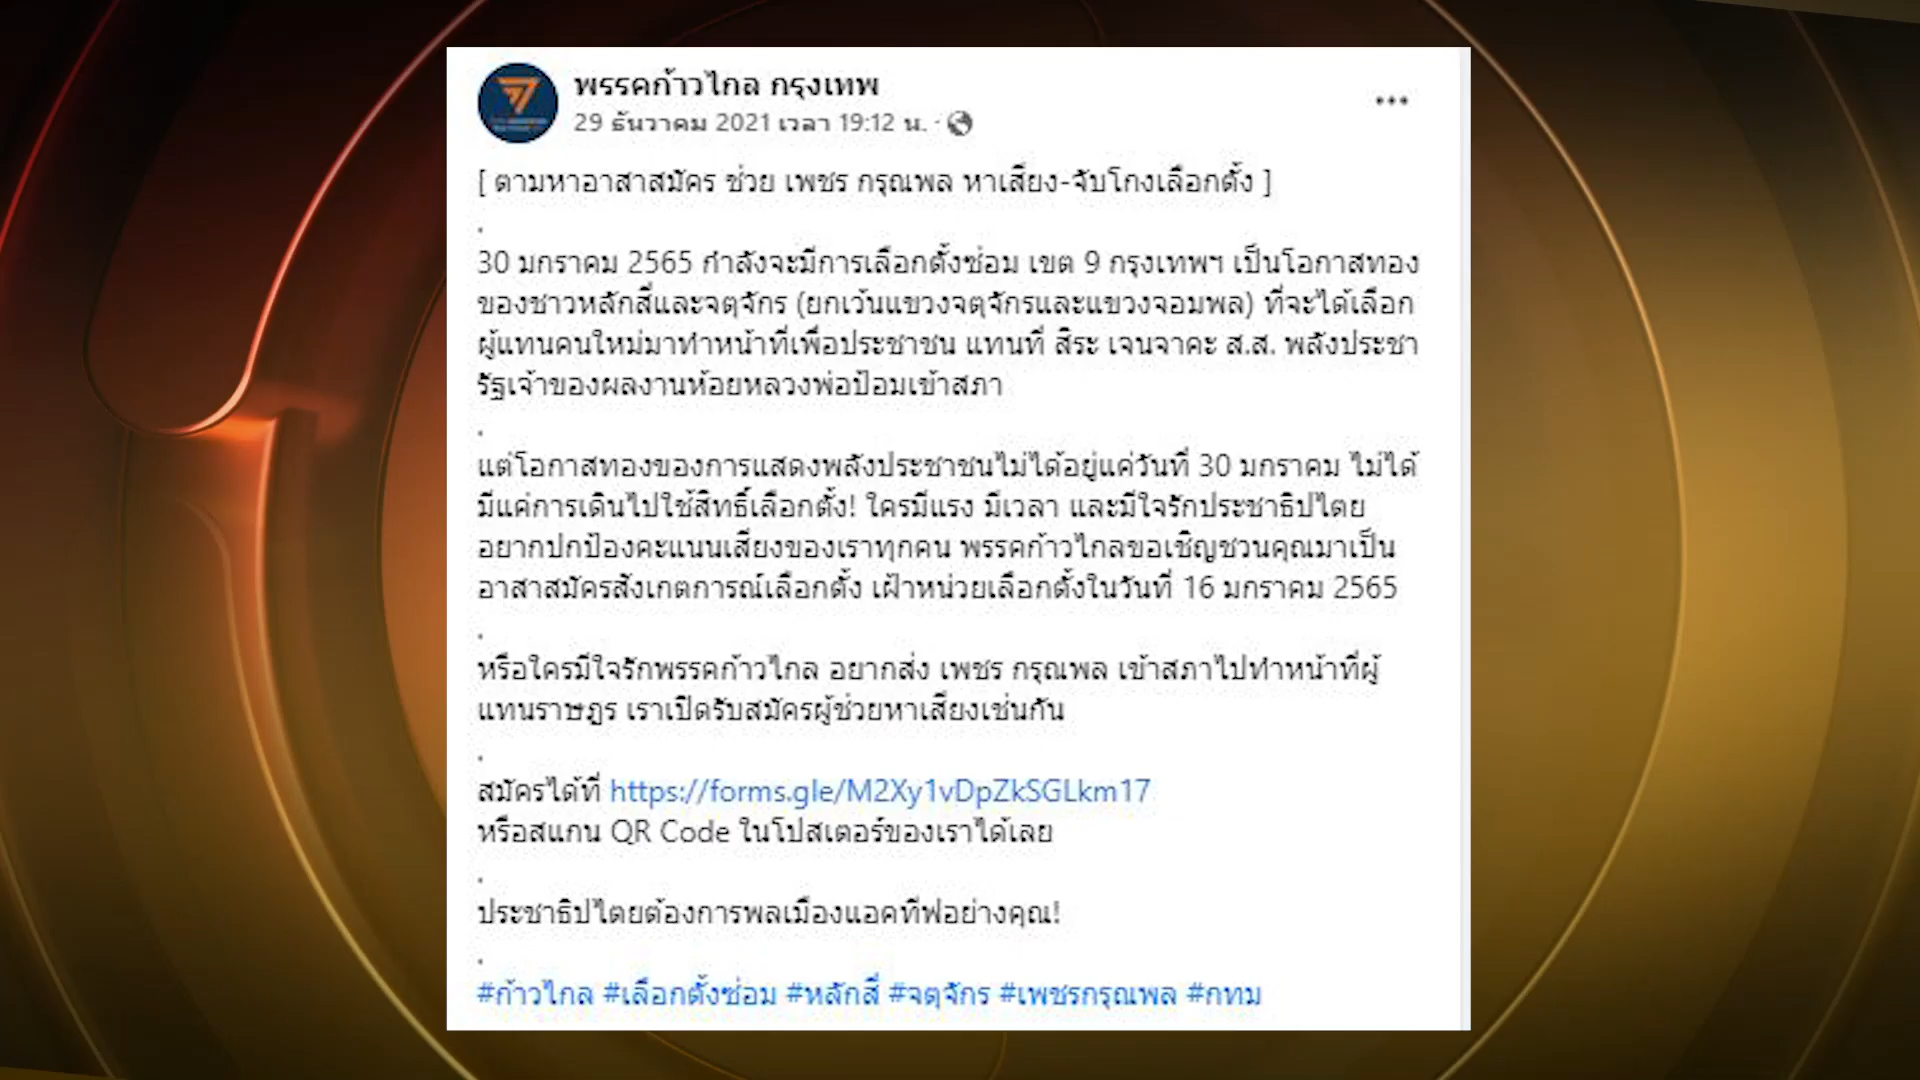 พรรคก้าวไกล กรุงเทพ
29 ธันวาคม 2021 เวลา 19:12 น. ·
[ ตามหาอาสาสมัคร ช่วย เพชร กรุณพล หาเสียง-จับโกงเลือกตั้ง ]
.
30 มกราคม 2565 กำลังจะมีการเลือกตั้งซ่อม เขต 9 กรุงเทพฯ เป็นโอกาสทอง
ของชาวหลักสี่และจตุจักร (ยกเว้นแขวงจตุจักรและแขวงจอมพล) ที่จะได้เลือก
ผู้แทนคนใหม่มาทำหน้าที่เพื่อประชาชน แทนที่ สิระ เจนจาคะ ส.ส. พลังประชา
รัฐเจ้าของผลงานห้อยหลวงพ่อป้อมเข้าสภา
.
แต่โอกาสทองของการแสดงพลังประชาชนไม่ได้อยู่แค่วันที่ 30 มกราคม ไม่ได้
มีแค่การเดินไปใช้สิทธิ์เลือกตั้ง! ใครมีแรง มีเวลา และมีใจรักประชาธิปไตย
อยากปกป้องคะแนนเสียงของเราทุกคน พรรคก้าวไกลขอเชิญชวนคุณมาเป็น
อาสาสมัครสังเกตการณ์เลือกตั้ง เฝ้าหน่วยเลือกตั้งในวันที่ 16 มกราคม 2565
.
หรือใครมีใจรักพรรคก้าวไกล อยากส่ง เพชร กรุณพล เข้าสภาไปทำหน้าที่ผู้
แทนราษฎร เราเปิดรับสมัครผู้ช่วยหาเสียงเช่นกัน
.
สมัครได้ที่ https://forms.gle/M2Xy1vDpZkSGLkm17
หรือสแกน QR Code ในโปสเตอร์ของเราได้เลย
.
ประชาธิปไตยต้องการพลเมืองแอคทีฟอย่างคุณ!
.
#ก้าวไกล #เลือกตั้งซ่อม #หลักสี่ #จตุจักร #เพชรกรุณพล #กทม